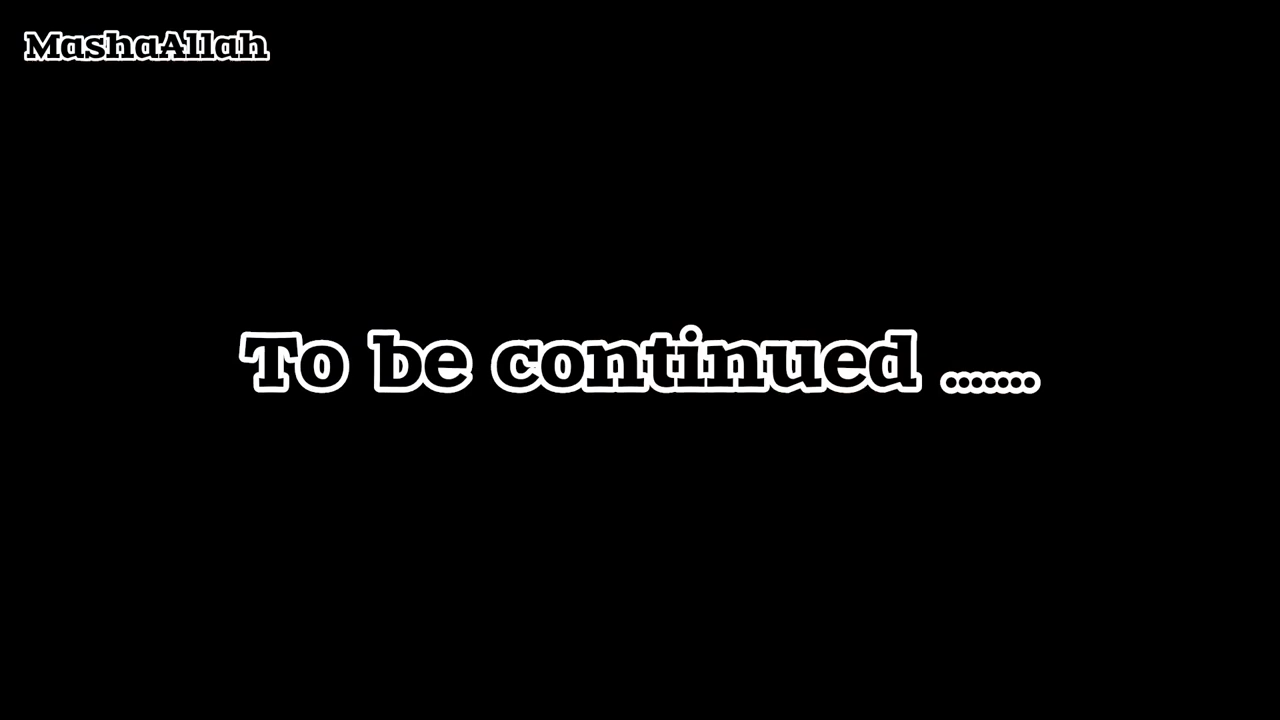 MashaAllah
To be continued .......